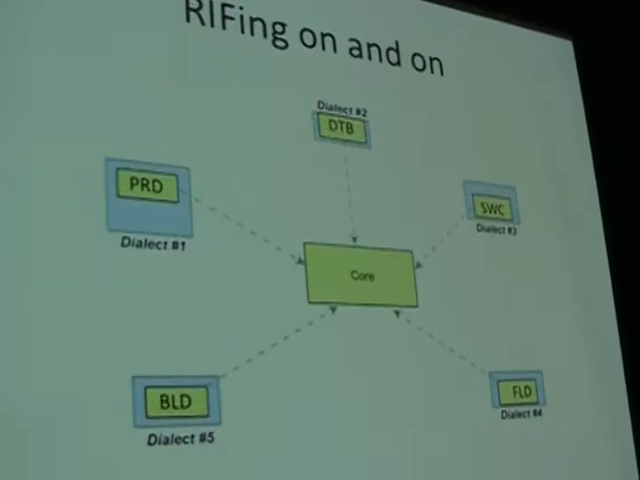 RIFing on and on
Dialect #2
DTB
PRD
Dialect #1
SWC
Dialect #3
Core
BLD
Dialect #5
FLD
Dialect #4